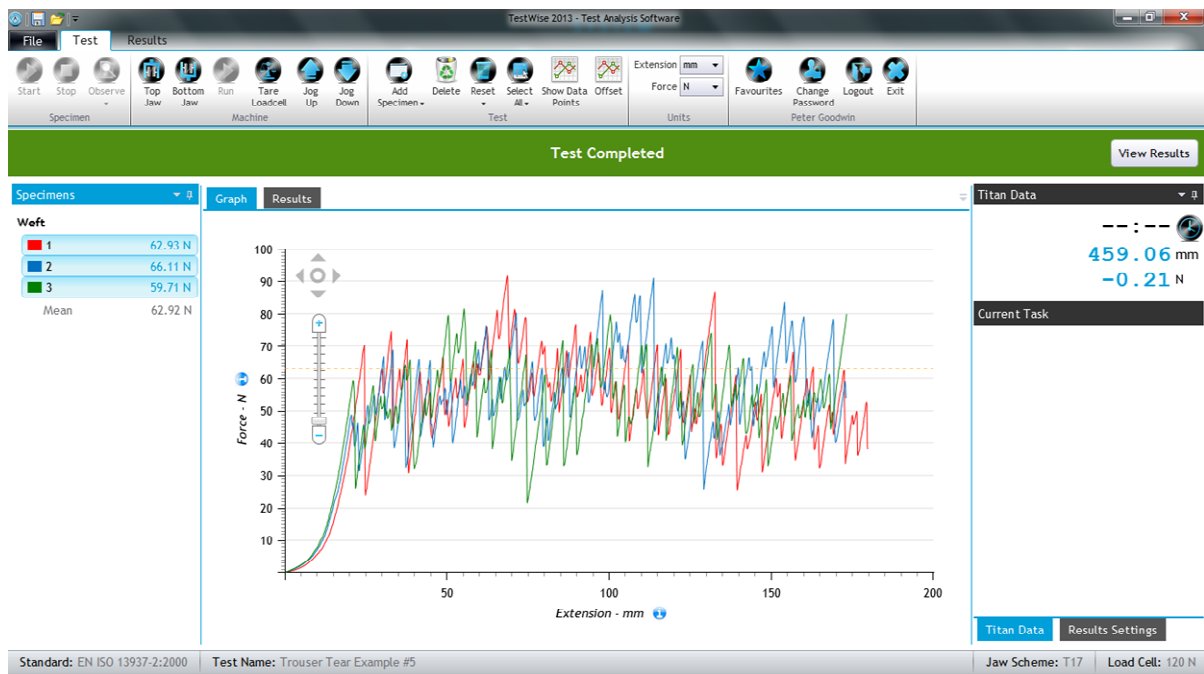 TestWise 2013 - Test Analysis Software
File Test Results
Start Stop Observe Top Jaw Bottom Jaw Run Tare Loadcell Jog Up Jog Down Add Specimen Delete Reset Select All Show Data Points Offset Extension mm Force N Favourites Change Password Logout Exit
Specimen Machine Test Units Peter Goodwin
Test Completed View Results
Specimens
Weft
1 62.93 N
2 66.11 N
3 59.71 N
Mean 62.92 N
Graph Results
100
90
80
70
60
50
40
30
20
10
Force - N
50 100 150 200
Extension - mm
Titan Data
--:--
459.06 mm
-0.21 N
Current Task
Titan Data Results Settings
Standard: EN ISO 13937-2:2000 Test Name: Trouser Tear Example #5 Jaw Scheme: T17 Load Cell: 120 N